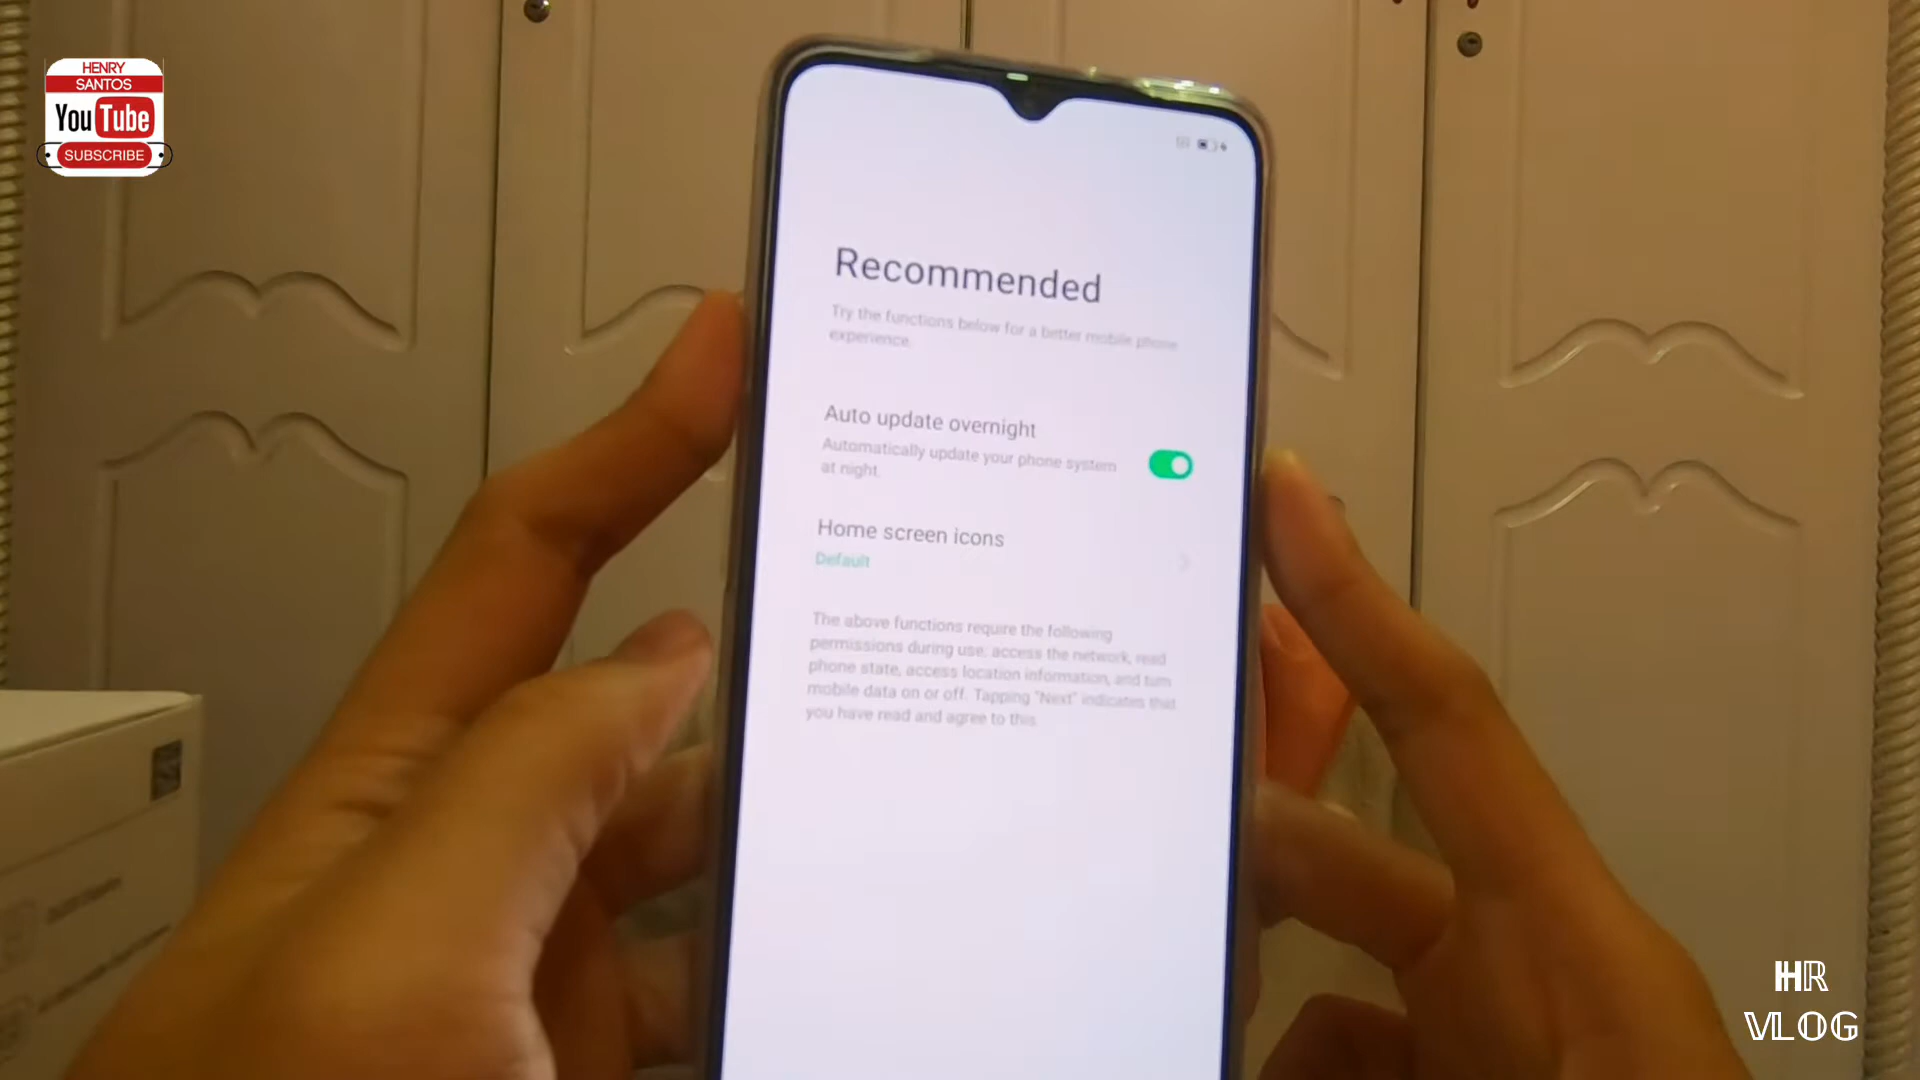 HENRY
SANTOS
YouTube
SUBSCRIBE
Recommended
Try the functions below for a better mobile phone
experience.
Auto update overnight
Automatically update your phone system
at night.
Home screen icons
Default
The above functions require the following
permissions during use: access the network, read
phone state, access location information, and turn
mobile data on or off. Tapping "Next" indicates that
you have read and agree to this.
HR
VLOG